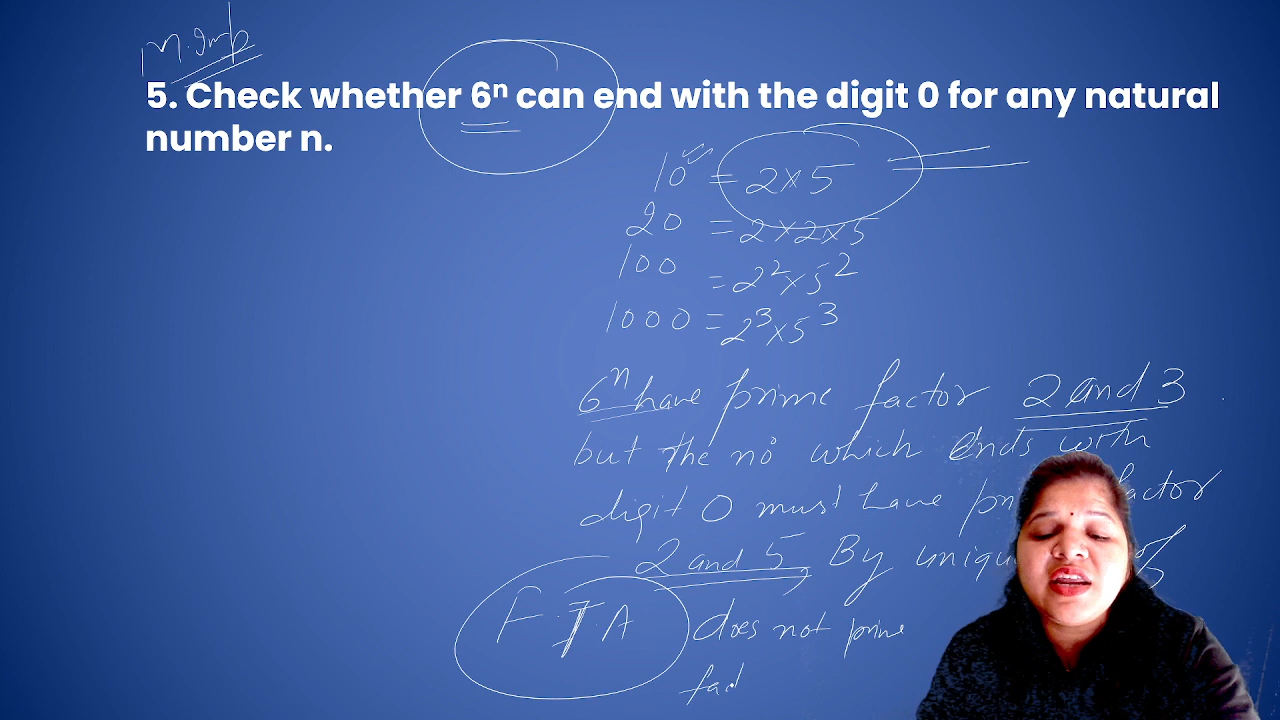 M. Imp
5. Check whether 6ⁿ can end with the digit 0 for any natural
number n.
10 = 2×5
20 = 2×2×5
100 = 2²×5²
1000 = 2³×5³
6ⁿ have prime factor 2 and 3
but the no which ends with
digit 0 must have factor
2 and 5, By of
F.T.A does not prime